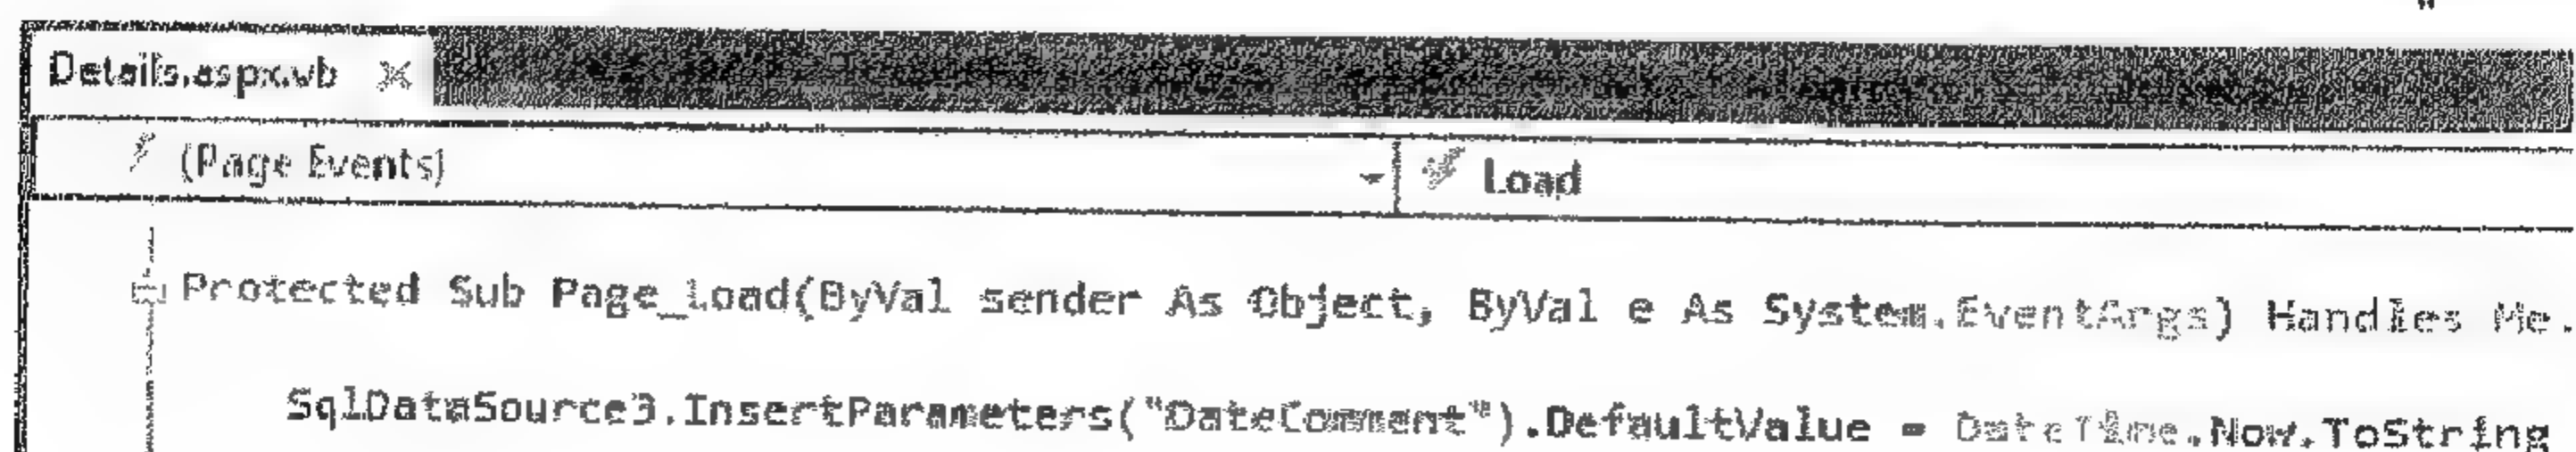 Details.aspx.vb
(Page Events)
Load
Protected Sub Page_Load(ByVal sender As Object, ByVal e As System.EventArgs) Handles Me.
SqlDataSource3.InsertParameters("DateComment").DefaultValue = DateTime.Now.ToString